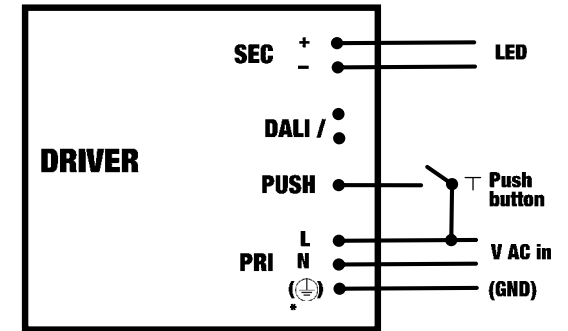 SEC + LED
−
DALI /
DRIVER
PUSH
Push
button
L
PRI N V AC in
(⏚) (GND)
*